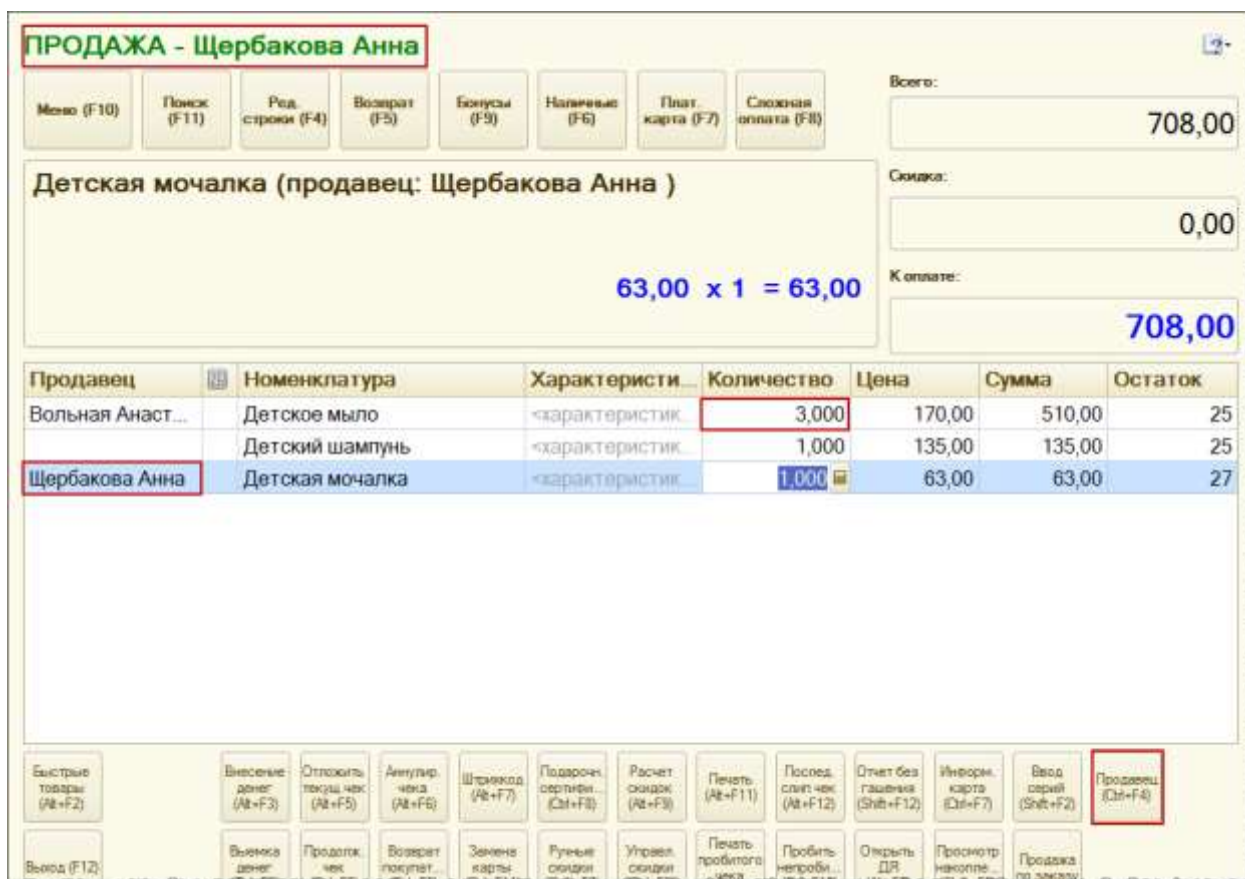 ПРОДАЖА - Щербакова Анна
Меню (F10)
Поиск
(F11)
Ред.
строки (F4)
Возврат
(F5)
Бонусы
(F9)
Наличные
(F6)
Плат.
карта (F7)
Сложная
оплата (F8)
Всего:
708,00
Детская мочалка (продавец: Щербакова Анна )
63,00 x 1 = 63,00
Скидка:
0,00
К оплате:
708,00
Продавец Номенклатура Характеристи... Количество Цена Сумма Остаток
Вольная Анаст... Детское мыло <характеристик... 3,000 170,00 510,00 25
Детский шампунь <характеристик... 1,000 135,00 135,00 25
Щербакова Анна Детская мочалка <характеристик... 1,000 63,00 63,00 27
Быстрые
товары
(Alt+F2)
Внесение
денег
(Alt+F3)
Отложить
текущ. чек
(Alt+F5)
Аннулир.
чека
(Alt+F6)
Штрихкод
(Alt+F7)
Подарочн.
сертифи...
(Ctrl+F8)
Расчет
скидок
(Alt+F9)
Печать
(Alt+F11)
Послед.
слип чек
(Alt+F12)
Отчет без
гашения
(Shift+F12)
Информ.
карта
(Ctrl+F7)
Ввод
серий
(Shift+F2)
Продавец
(Ctrl+F4)
Выход (F12)
Выемка
денег
Продолж.
чек
Возврат
покупат...
Замена
карты
Ручные
скидки
Управл.
скидки
Печать
пробитого
чека
Пробить
непроби...
Открыть
ДЯ
Просмотр
накопле...
Продажа
по заказу